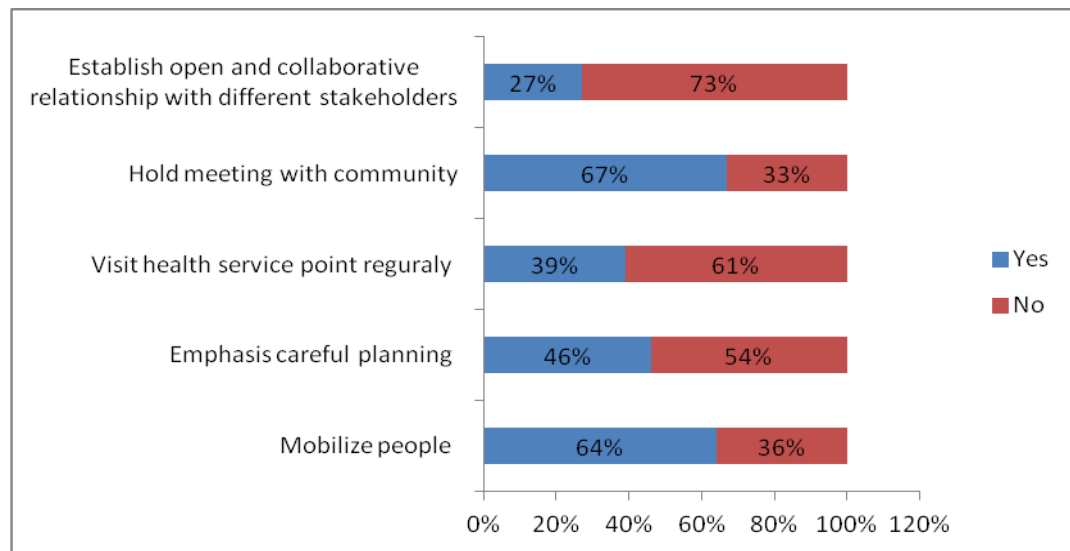 Establish open and collaborative
relationship with different stakeholders
27% 73%
Hold meeting with community
67% 33%
Visit health service point reguraly
39% 61%
Emphasis careful planning
46% 54%
Mobilize people
64% 36%
Yes
No
0% 20% 40% 60% 80% 100% 120%